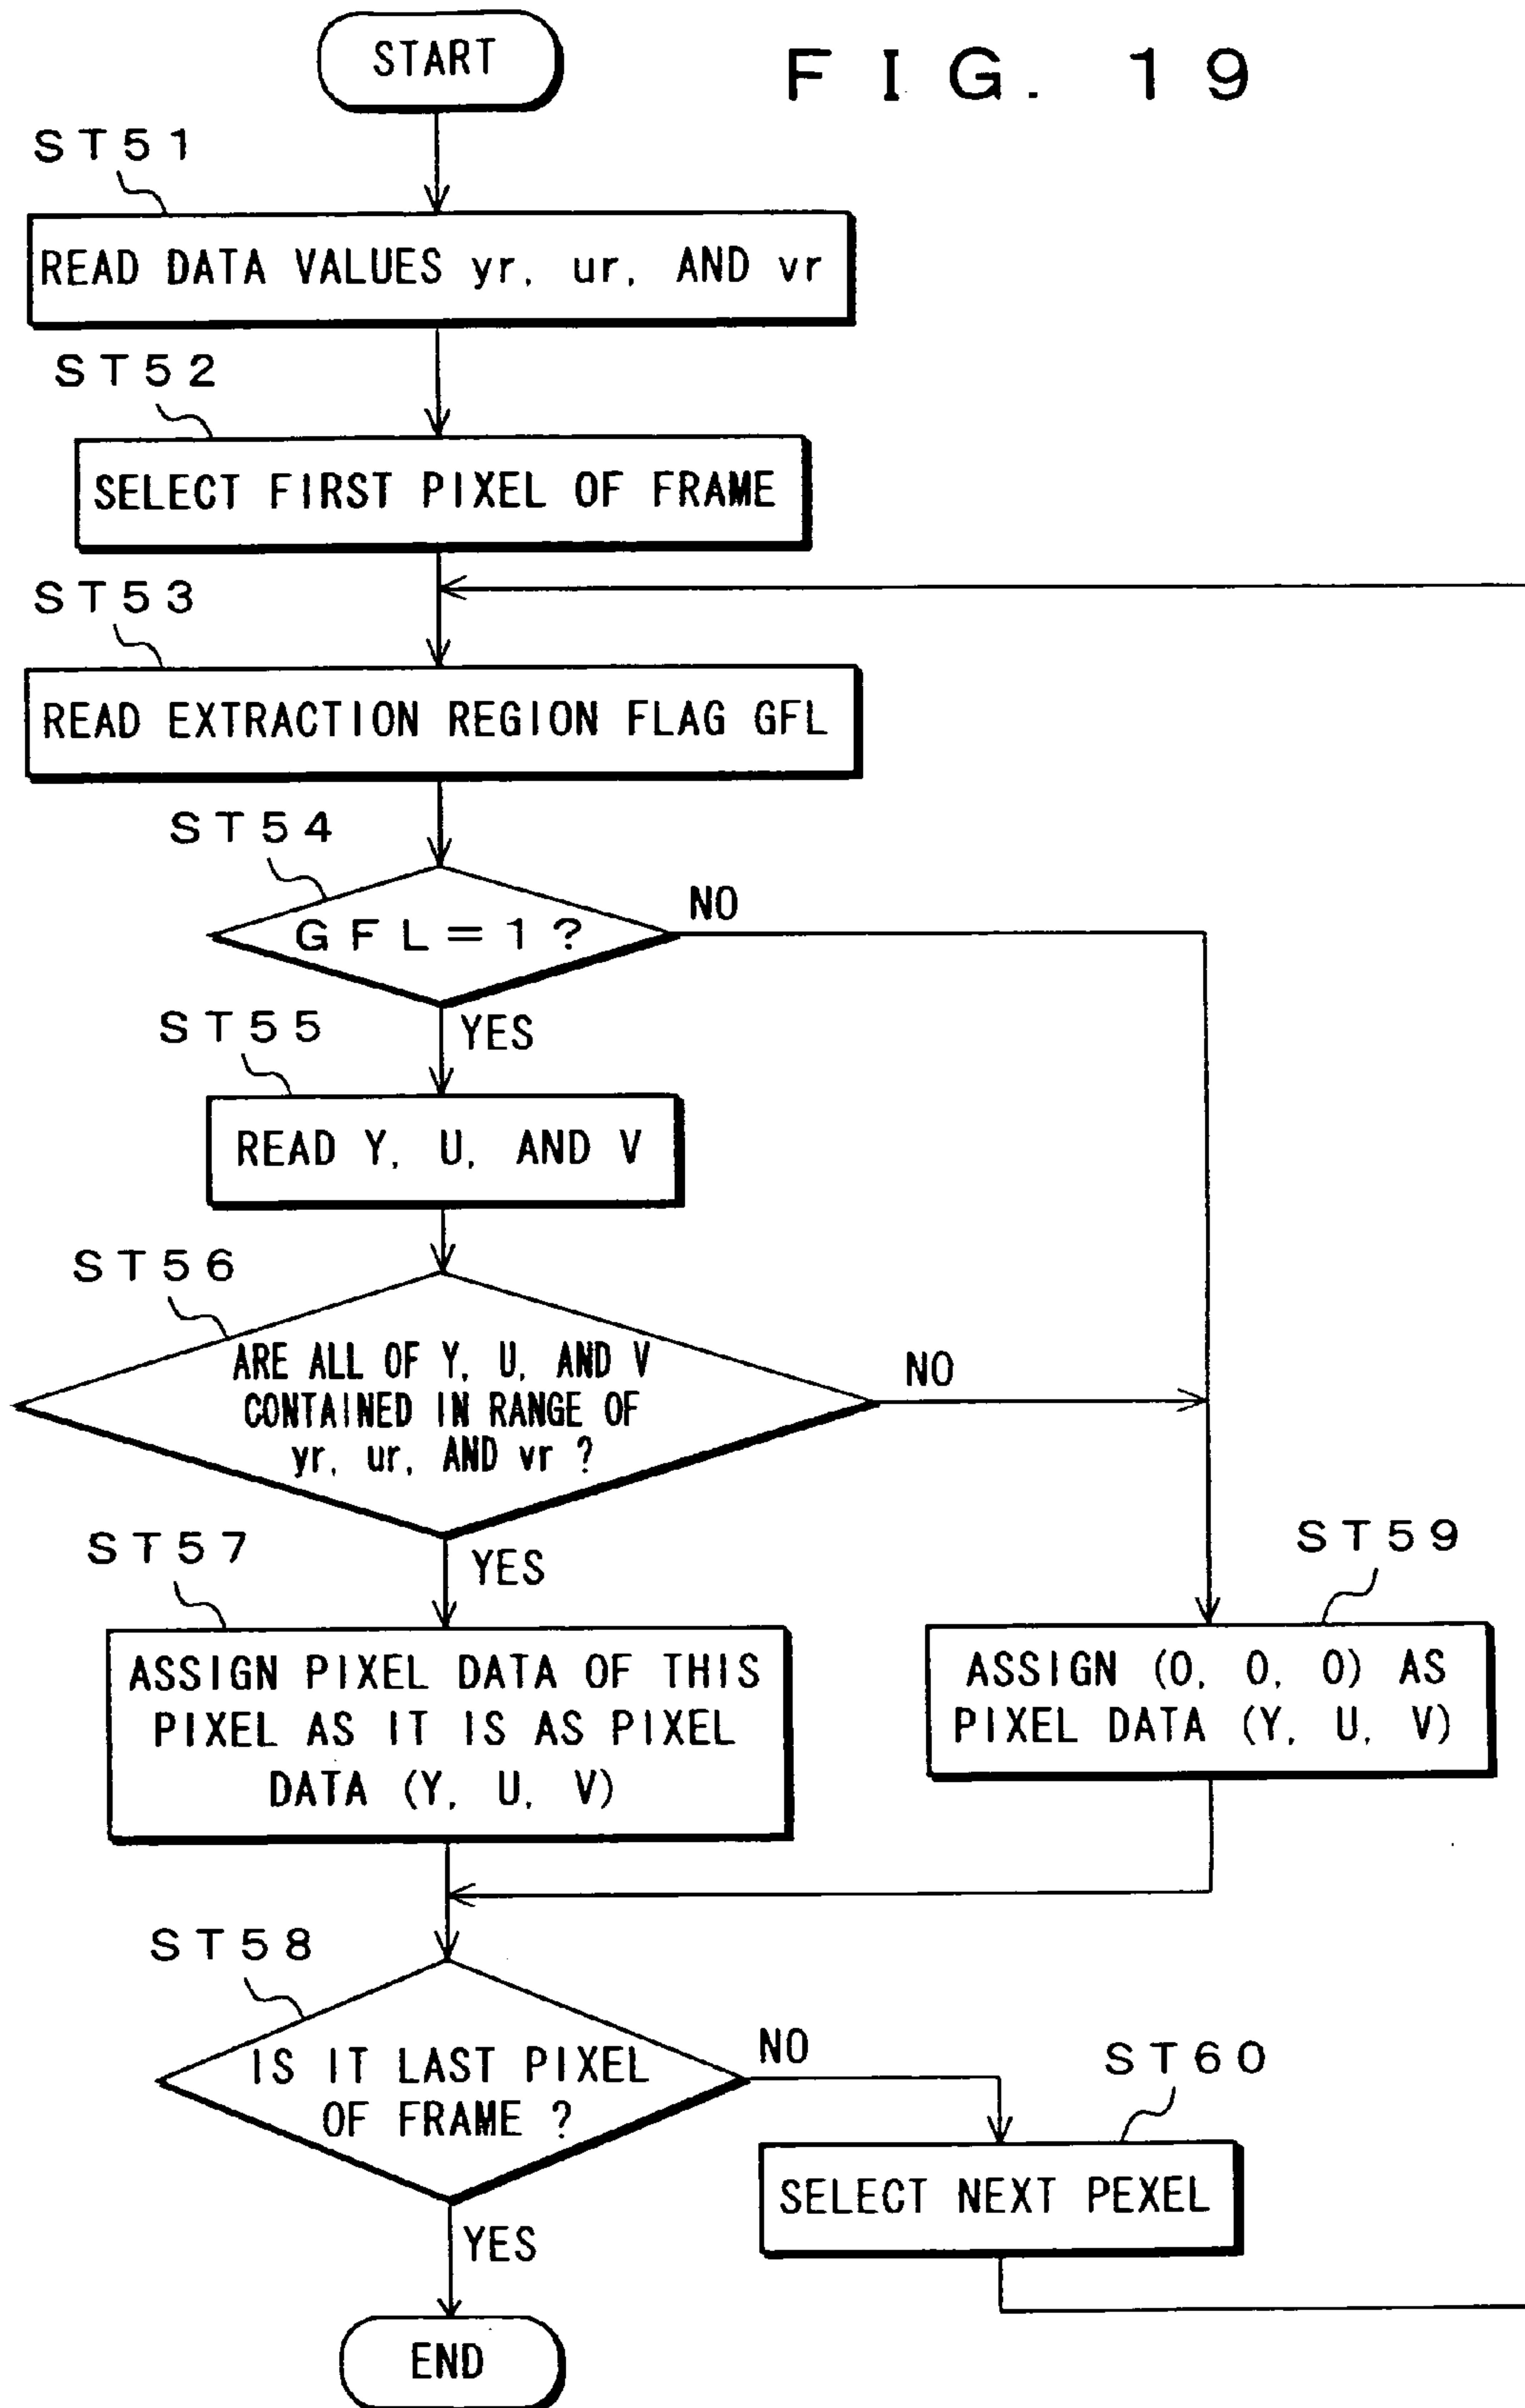 START
FIG. 19
ST51
READ DATA VALUES yr, ur, AND vr
ST52
SELECT FIRST PIXEL OF FRAME
ST53
READ EXTRACTION REGION FLAG GFL
ST54
GFL=1?
NO
YES
ST55
READ Y, U, AND V
ST56
ARE ALL OF Y, U, AND V
CONTAINED IN RANGE OF
yr, ur, AND vr ?
NO
YES
ST57
ASSIGN PIXEL DATA OF THIS
PIXEL AS IT IS AS PIXEL
DATA (Y, U, V)
ST59
ASSIGN (0, 0, 0) AS
PIXEL DATA (Y, U, V)
ST58
IS IT LAST PIXEL
OF FRAME ?
NO
YES
ST60
SELECT NEXT PEXEL
END